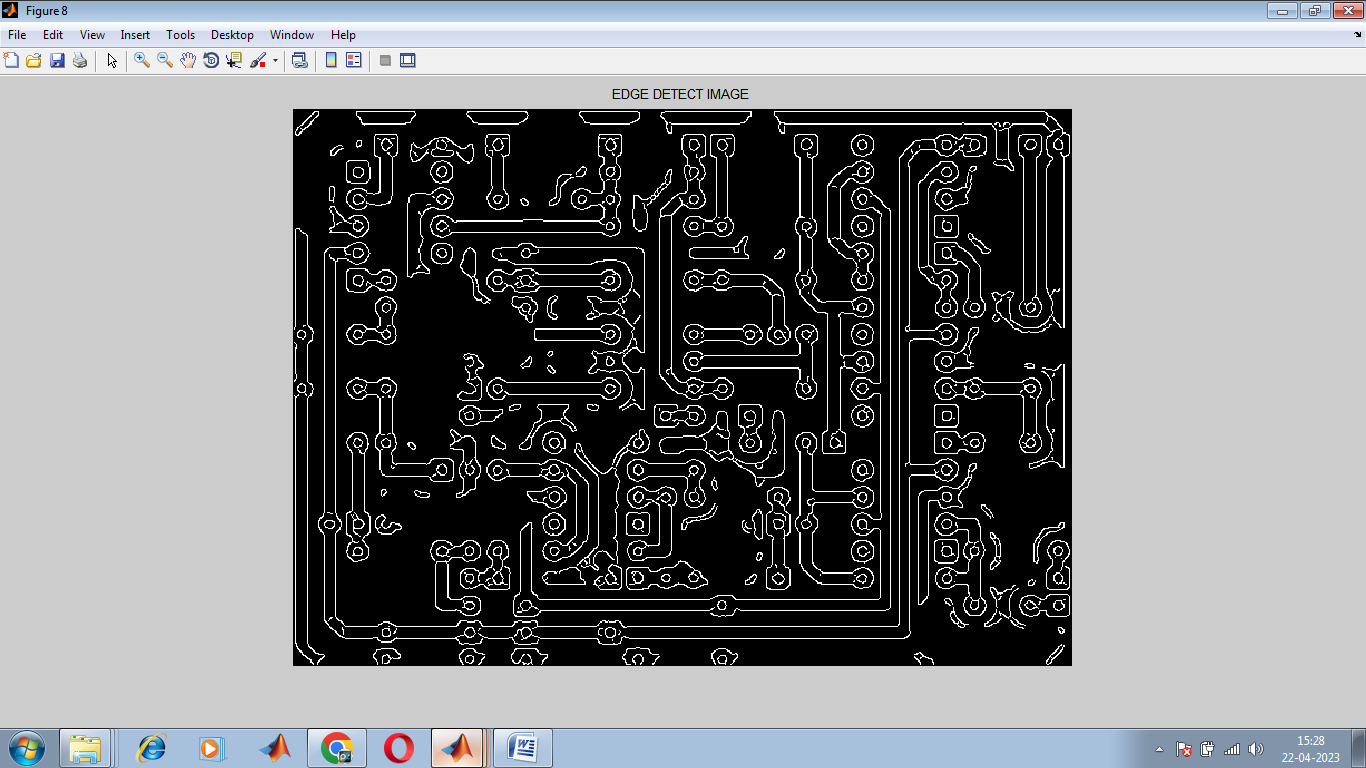 Figure 8
File Edit View Insert Tools Desktop Window Help
EDGE DETECT IMAGE
15:28
22-04-2023